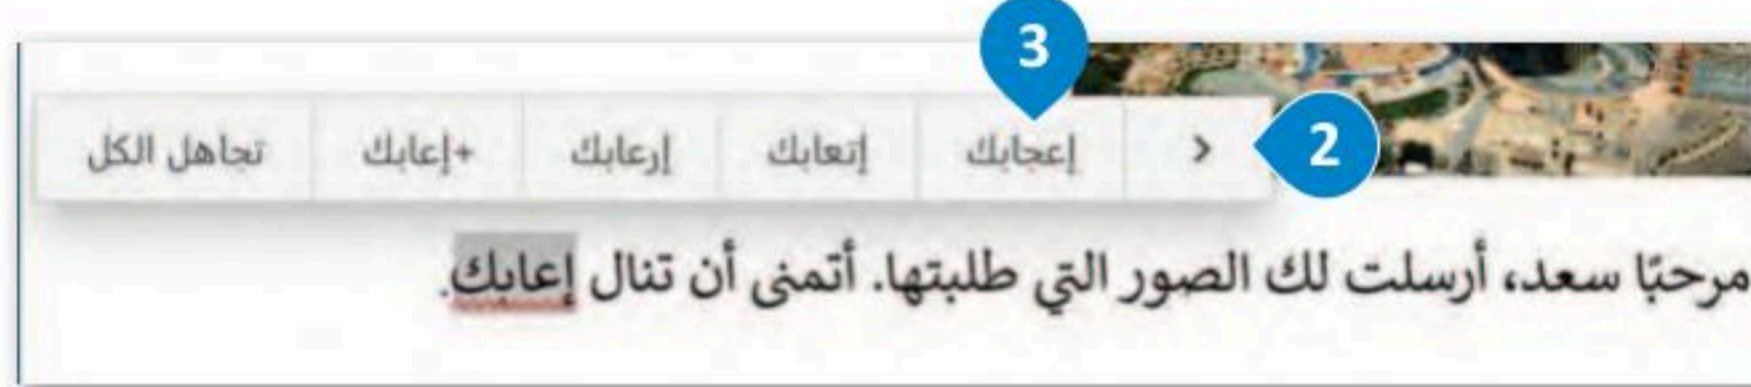 3
2
> إعجابك إتعابك إرعابك +إعابك تجاهل الكل
مرحبًا سعد، أرسلت لك الصور التي طلبتها. أتمنى أن تنال إعابك.